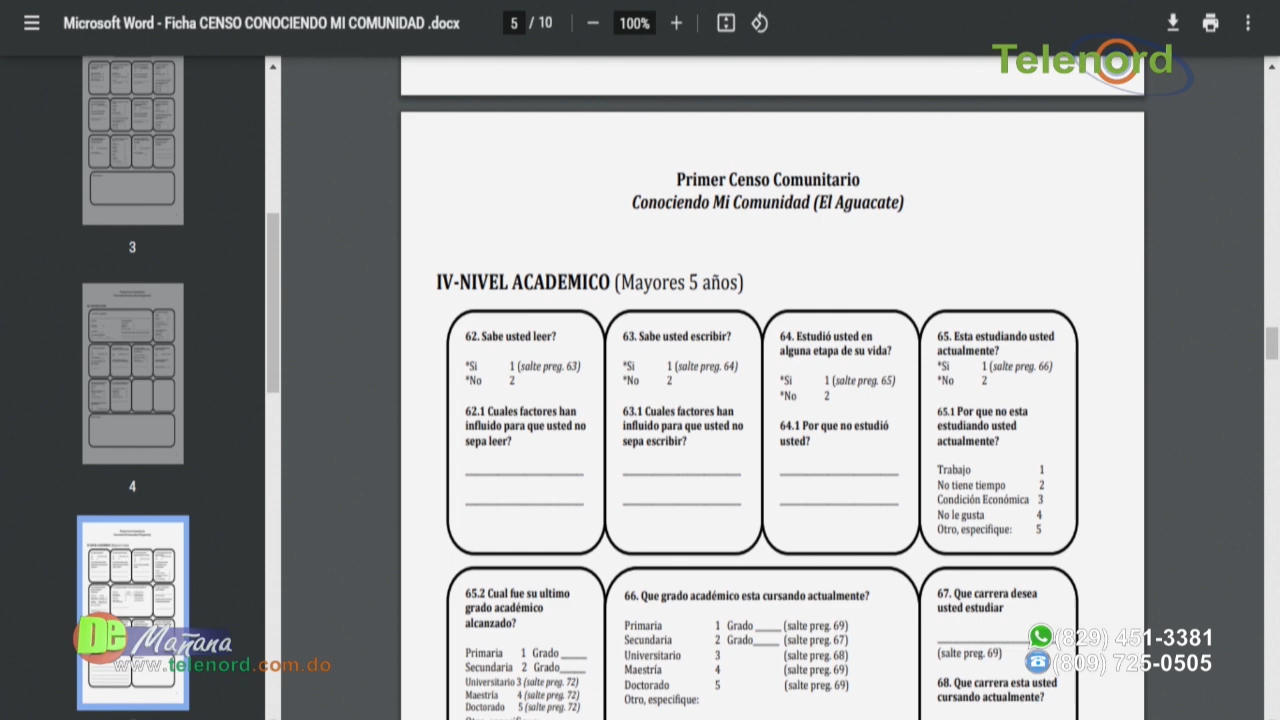 Microsoft Word - Ficha CENSO CONOCIENDO MI COMUNIDAD .docx
5 / 10
100%
Telenord
3
4
Primer Censo Comunitario
Conociendo Mi Comunidad (El Aguacate)
IV-NIVEL ACADEMICO (Mayores 5 años)
62. Sabe usted leer?
*Si 1 (salte preg. 63)
*No 2
62.1 Cuales factores han
influido para que usted no
sepa leer?
63. Sabe usted escribir?
*Si 1 (salte preg. 64)
*No 2
63.1 Cuales factores han
influido para que usted no
sepa escribir?
64. Estudió usted en
alguna etapa de su vida?
*Si 1 (salte preg. 65)
*No 2
64.1 Por que no estudió
usted?
65. Esta estudiando usted
actualmente?
*Si 1 (salte preg. 66)
*No 2
65.1 Por que no esta
estudiando usted
actualmente?
Trabajo 1
No tiene tiempo 2
Condición Económica 3
No le gusta 4
Otro, especifique: 5
65.2 Cual fue su ultimo
grado académico
alcanzado?
Primaria 1 Grado
Secundaria 2 Grado
Universitario 3 (salte preg. 72)
Maestría 4 (salte preg. 72)
Doctorado 5 (salte preg. 72)
66. Que grado académico esta cursando actualmente?
Primaria 1 Grado (salte preg. 69)
Secundaria 2 Grado (salte preg. 67)
Universitario 3 (salte preg. 68)
Maestría 4 (salte preg. 69)
Doctorado 5 (salte preg. 69)
Otro, especifique:
67. Que carrera desea
usted estudiar
(salte preg. 69)
68. Que carrera esta usted
cursando actualmente?
De Mañana
www.telenord.com.do
(829) 451-3381
(809) 725-0505